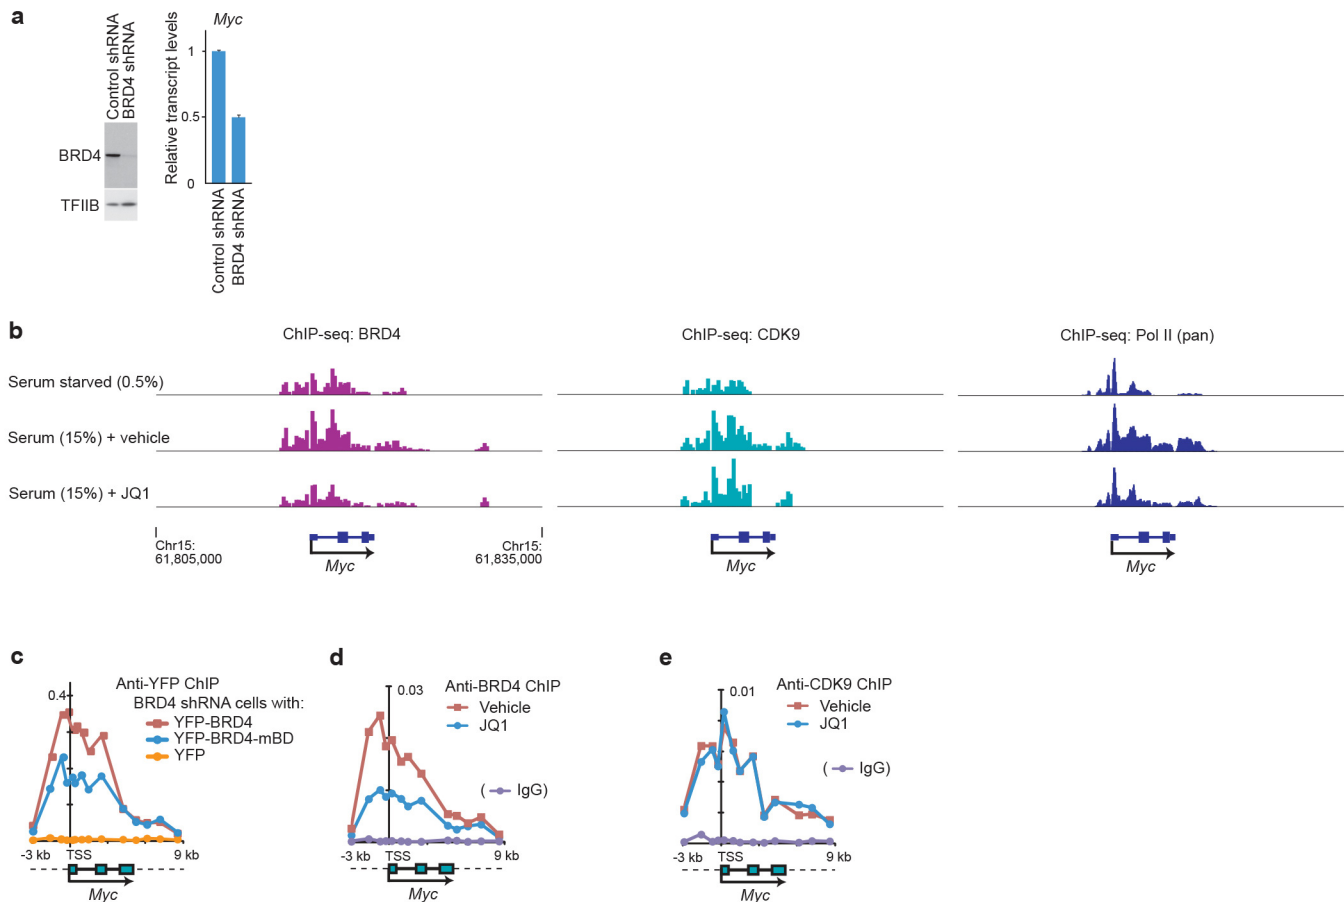 a
Control shRNA
BRD4 shRNA
BRD4
TFIIB
Myc
Relative transcript levels
1
0.5
0
Control shRNA
BRD4 shRNA
b
ChIP-seq: BRD4
ChIP-seq: CDK9
ChIP-seq: Pol II (pan)
Serum starved (0.5%)
Serum (15%) + vehicle
Serum (15%) + JQ1
Chr15:
61,805,000
Chr15:
61,835,000
Myc
Myc
Myc
c
Anti-YFP ChIP
BRD4 shRNA cells with:
YFP-BRD4
YFP-BRD4-mBD
YFP
0.4
-3 kb
TSS
9 kb
Myc
d
0.03
Anti-BRD4 ChIP
Vehicle
JQ1
( IgG)
-3 kb
TSS
9 kb
Myc
e
0.01
Anti-CDK9 ChIP
Vehicle
JQ1
( IgG)
-3 kb
TSS
9 kb
Myc